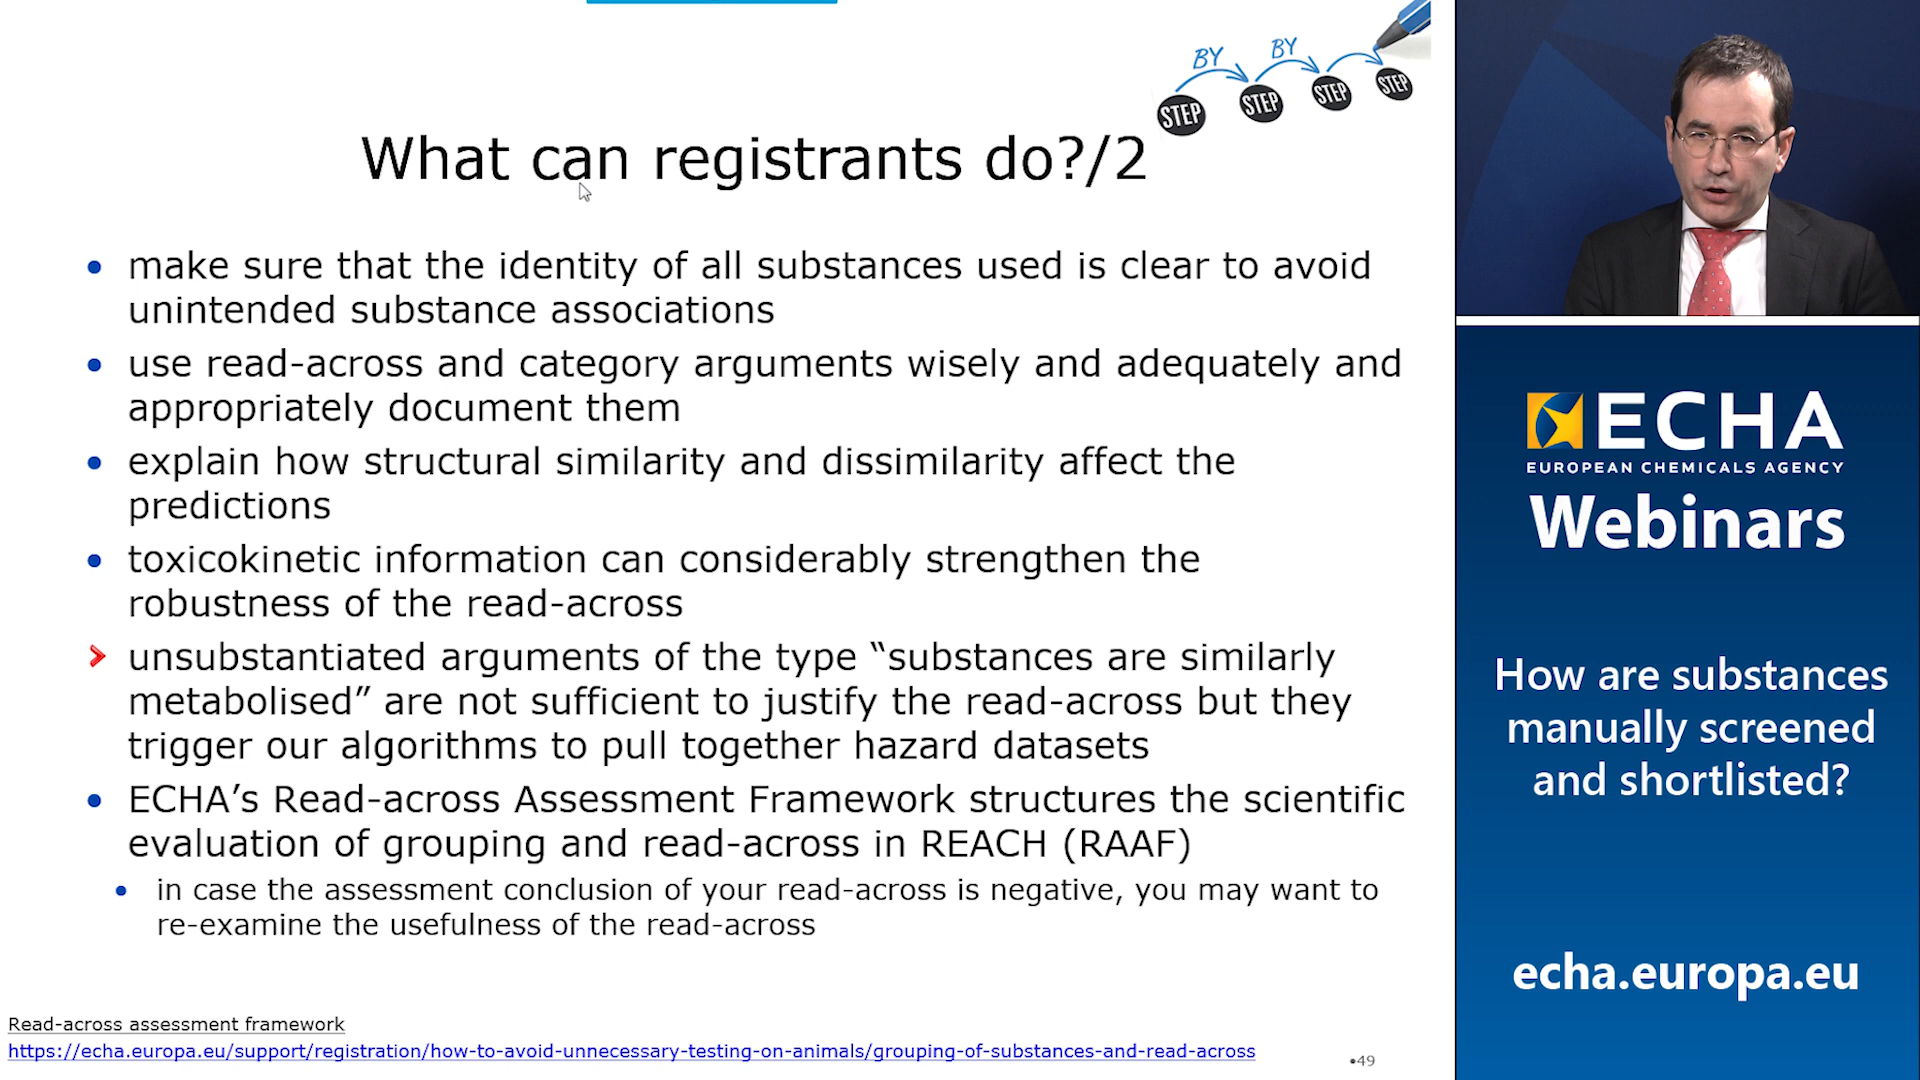 BY BY
STEP STEP STEP STEP
What can registrants do?/2
• make sure that the identity of all substances used is clear to avoid
unintended substance associations
• use read-across and category arguments wisely and adequately and
appropriately document them
• explain how structural similarity and dissimilarity affect the
predictions
• toxicokinetic information can considerably strengthen the
robustness of the read-across
unsubstantiated arguments of the type “substances are similarly
metabolised” are not sufficient to justify the read-across but they
trigger our algorithms to pull together hazard datasets
• ECHA’s Read-across Assessment Framework structures the scientific
evaluation of grouping and read-across in REACH (RAAF)
• in case the assessment conclusion of your read-across is negative, you may want to
re-examine the usefulness of the read-across
Read-across assessment framework
https://echa.europa.eu/support/registration/how-to-avoid-unnecessary-testing-on-animals/grouping-of-substances-and-read-across
•49
ECHA
EUROPEAN CHEMICALS AGENCY
Webinars
How are substances
manually screened
and shortlisted?
echa.europa.eu